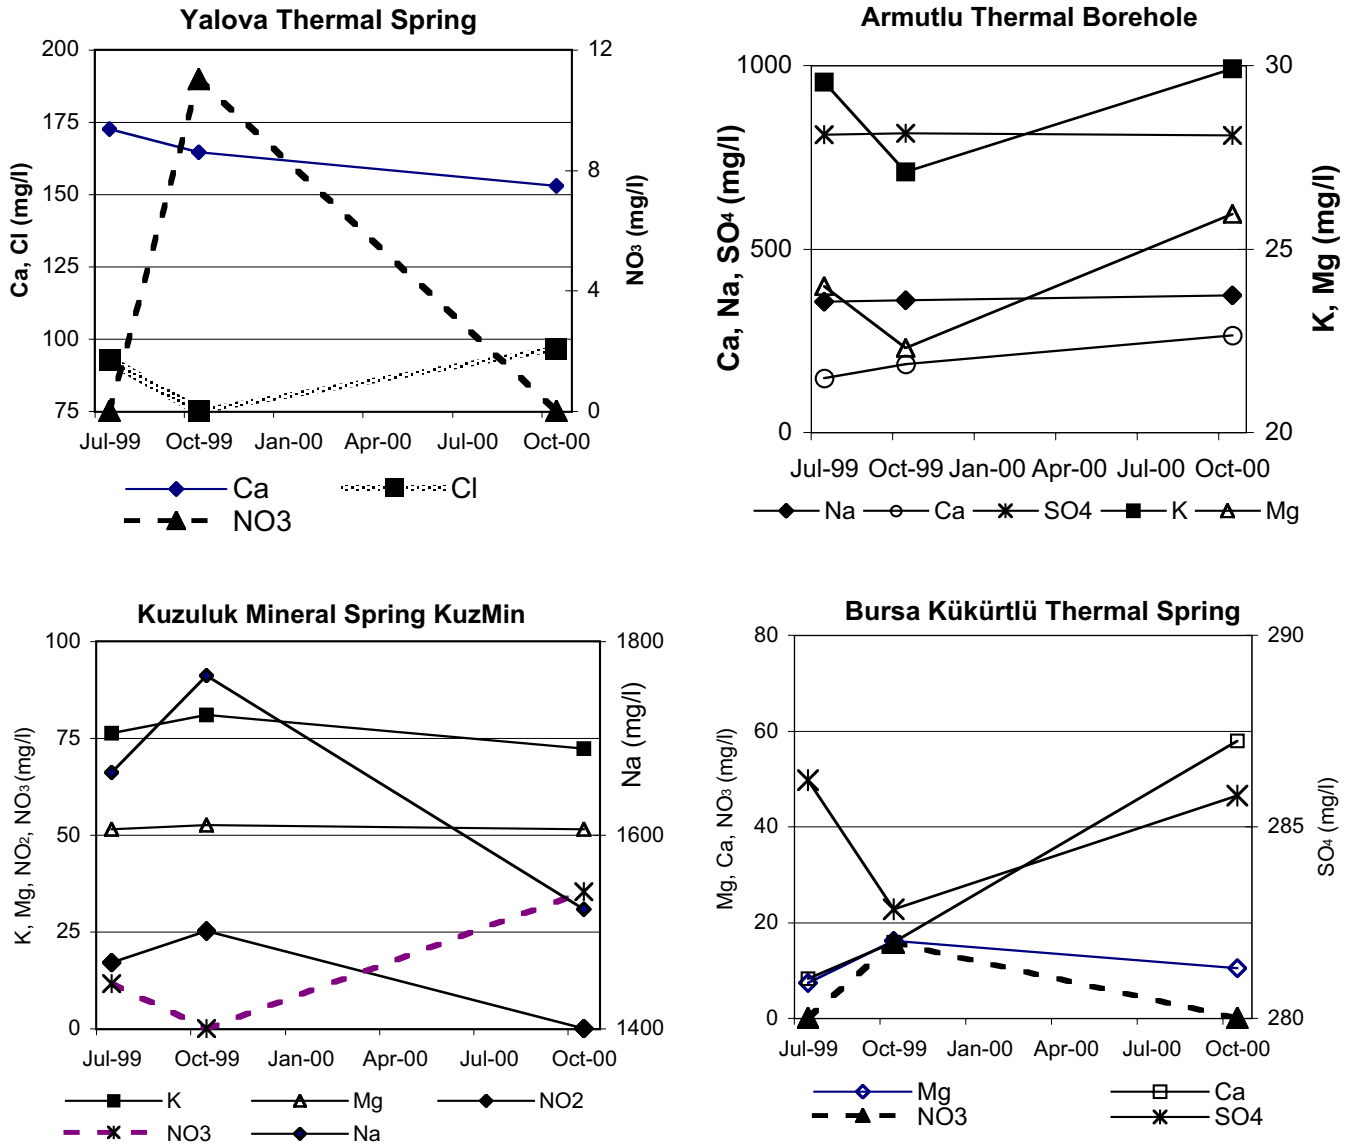 Yalova Thermal Spring
200
175
150
125
100
75
12
8
4
0
Ca, Cl (mg/l)
NO3 (mg/l)
Jul-99 Oct-99 Jan-00 Apr-00 Jul-00 Oct-00
Ca Cl
NO3
Armutlu Thermal Borehole
1000
500
0
30
25
20
Ca, Na, SO4 (mg/l)
K, Mg (mg/l)
Jul-99 Oct-99 Jan-00 Apr-00 Jul-00 Oct-00
Na Ca SO4 K Mg
Kuzuluk Mineral Spring KuzMin
100
75
50
25
0
1800
1600
1400
K, Mg, NO2, NO3 (mg/l)
Na (mg/l)
Jul-99 Oct-99 Jan-00 Apr-00 Jul-00 Oct-00
K Mg NO2
NO3 Na
Bursa Kükürtlü Thermal Spring
80
60
40
20
0
290
285
280
Mg, Ca, NO3 (mg/l)
SO4 (mg/l)
Jul-99 Oct-99 Jan-00 Apr-00 Jul-00 Oct-00
Mg Ca
NO3 SO4